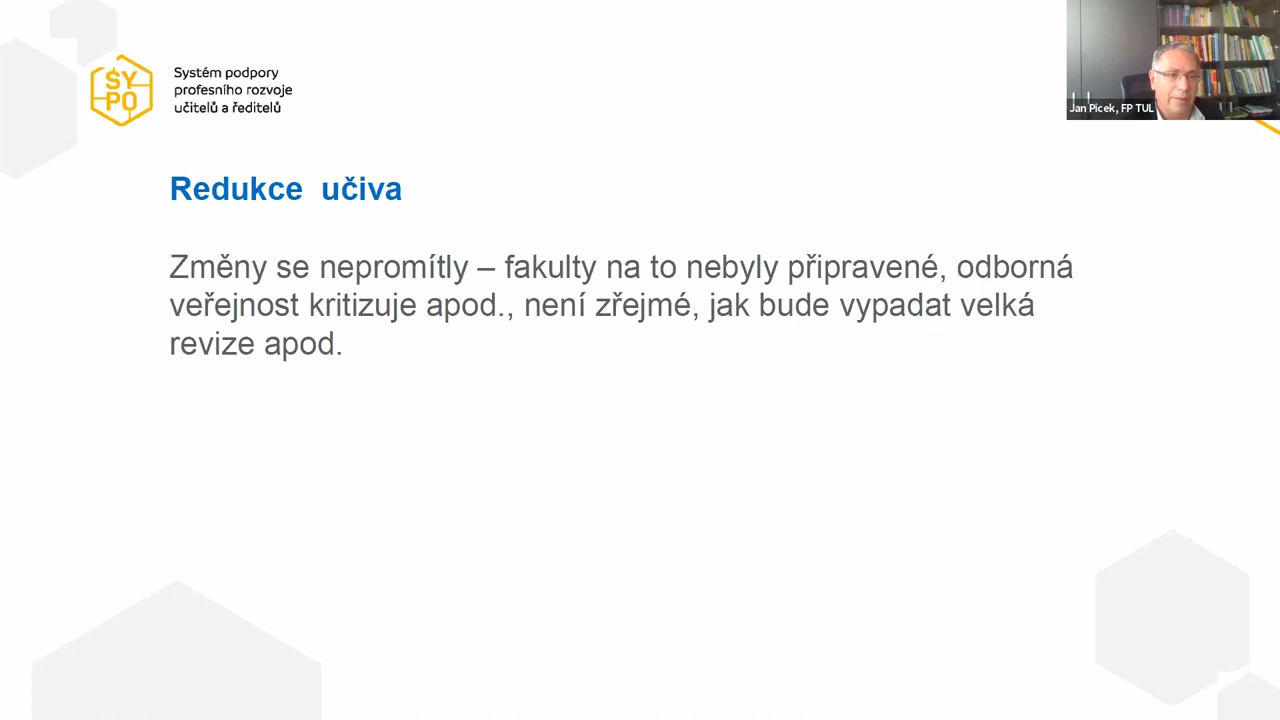 SYPO
Systém podpory
profesního rozvoje
učitelů a ředitelů
Jan Picek, FP TUL
Redukce učiva
Změny se nepromítly – fakulty na to nebyly připravené, odborná
veřejnost kritizuje apod., není zřejmé, jak bude vypadat velká
revize apod.